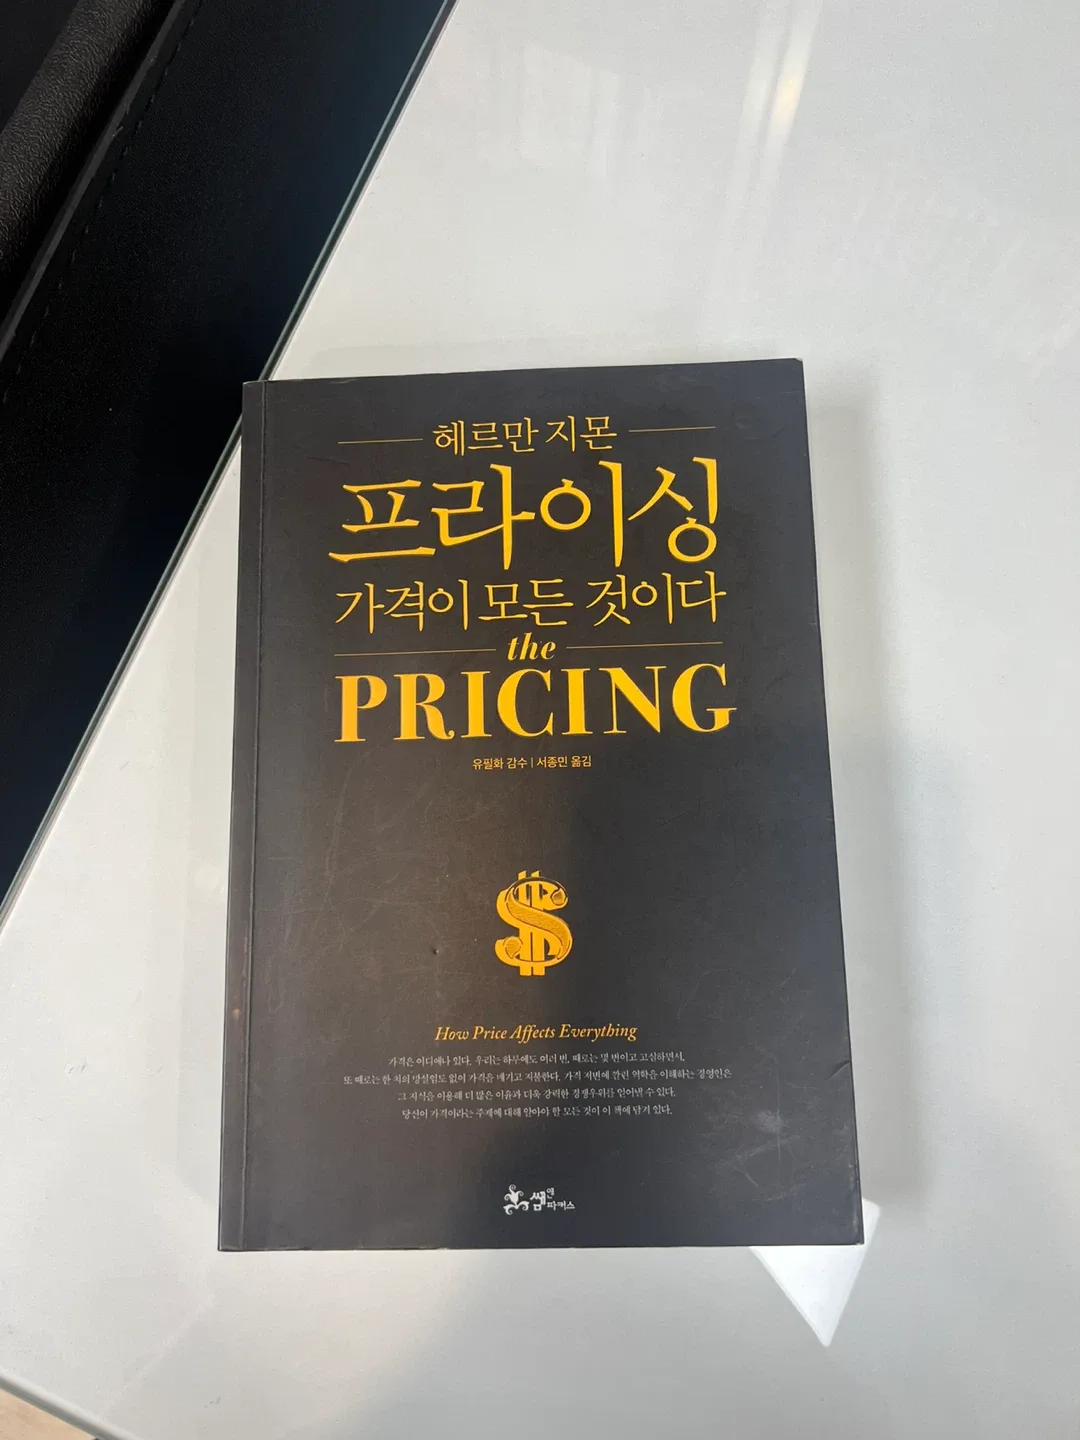 헤르만 지몬
프라이싱
가격이 모든 것이다
the
PRICING
유필화 감수 | 서종민 옮김
How Price Affects Everything
가격은 어디에나 있다. 우리는 하루에도 여러 번, 때로는 몇 번이고 고심하면서,
또 때로는 한 치의 망설임도 없이 가격을 매기고 지불한다. 가격 저변에 깔린 역학을 이해하는 경영인은
그 지식을 이용해 더 많은 이윤과 더욱 강력한 경쟁우위를 얻어낼 수 있다.
당신이 가격이라는 주제에 대해 알아야 할 모든 것이 이 책에 담겨 있다.
쌤앤파커스